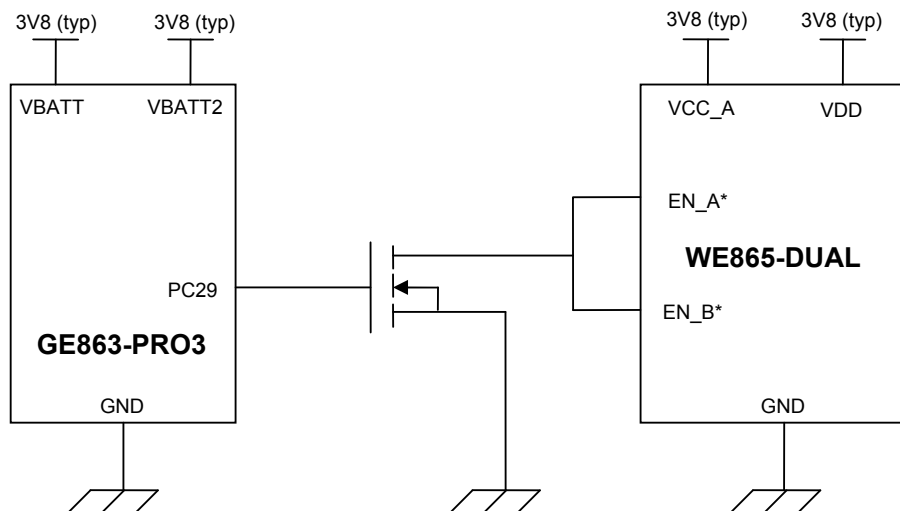 3V8 (typ) 3V8 (typ) 3V8 (typ) 3V8 (typ)
VBATT VBATT2 VCC_A VDD
EN_A*
WE865-DUAL
PC29
EN_B*
GE863-PRO3
GND GND